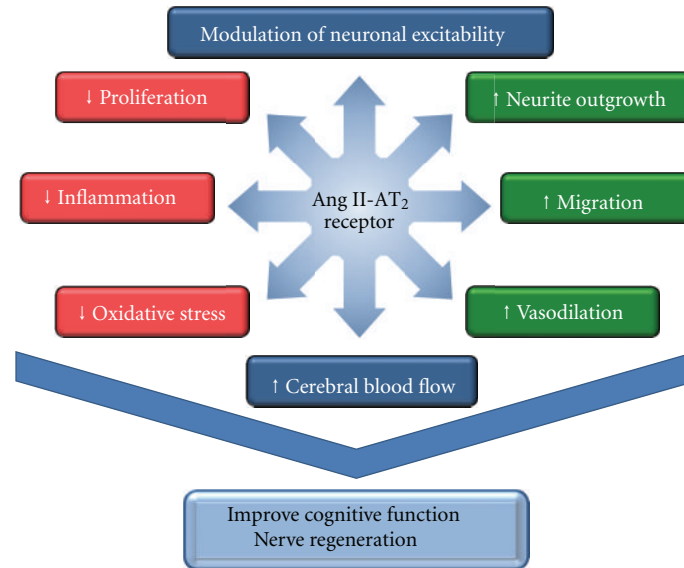 Modulation of neuronal excitability
↓ Proliferation
↑ Neurite outgrowth
↓ Inflammation
Ang II-AT₂
receptor
↑ Migration
↓ Oxidative stress
↑ Vasodilation
↑ Cerebral blood flow
Improve cognitive function
Nerve regeneration